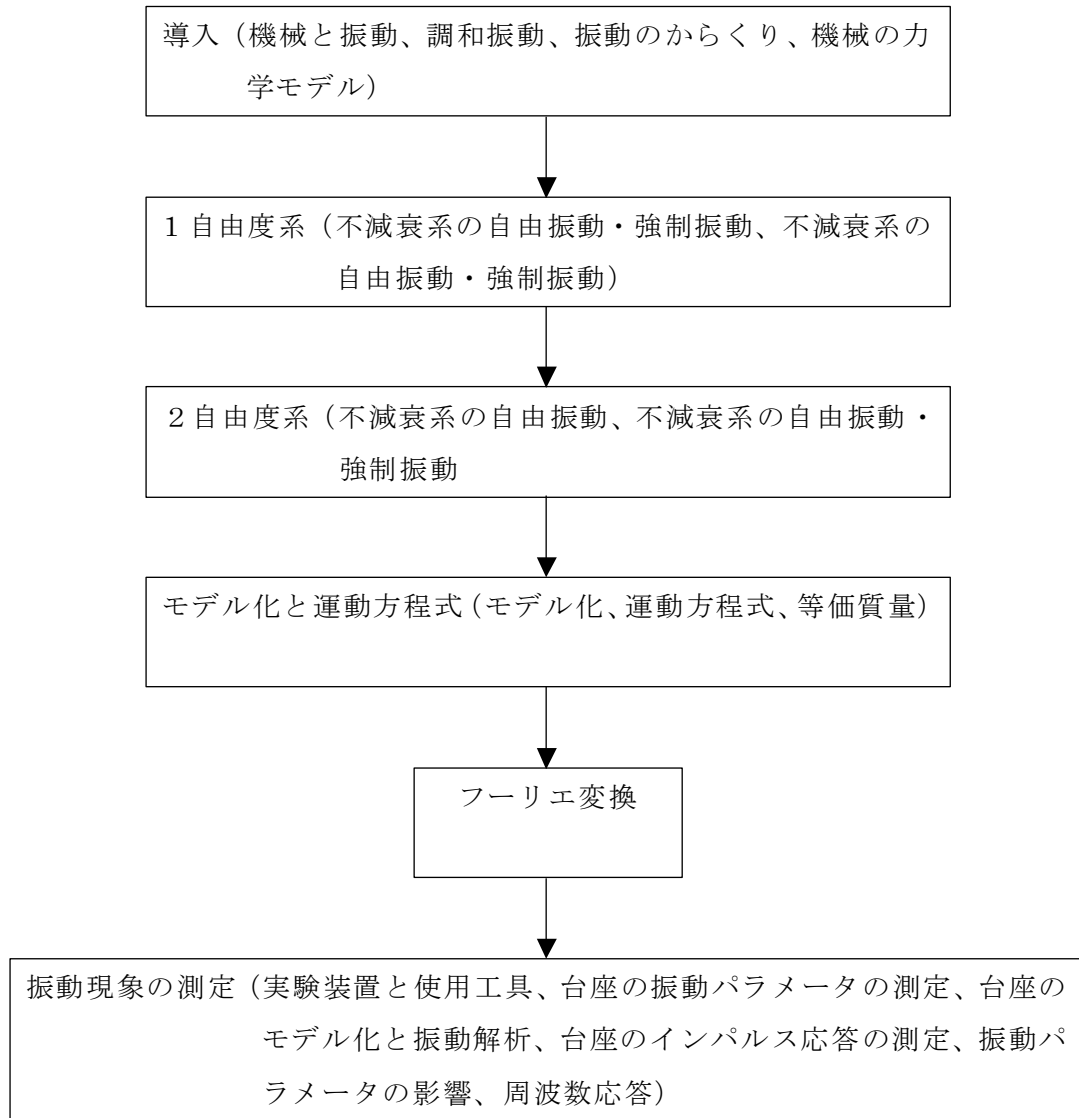 導入（機械と振動、調和振動、振動のからくり、機械の力
学モデル）
１自由度系（不減衰系の自由振動・強制振動、不減衰系の
自由振動・強制振動）
２自由度系（不減衰系の自由振動、不減衰系の自由振動・
強制振動
モデル化と運動方程式（モデル化、運動方程式、等価質量）
フーリエ変換
振動現象の測定（実験装置と使用工具、台座の振動パラメータの測定、台座の
モデル化と振動解析、台座のインパルス応答の測定、振動パ
ラメータの影響、周波数応答）